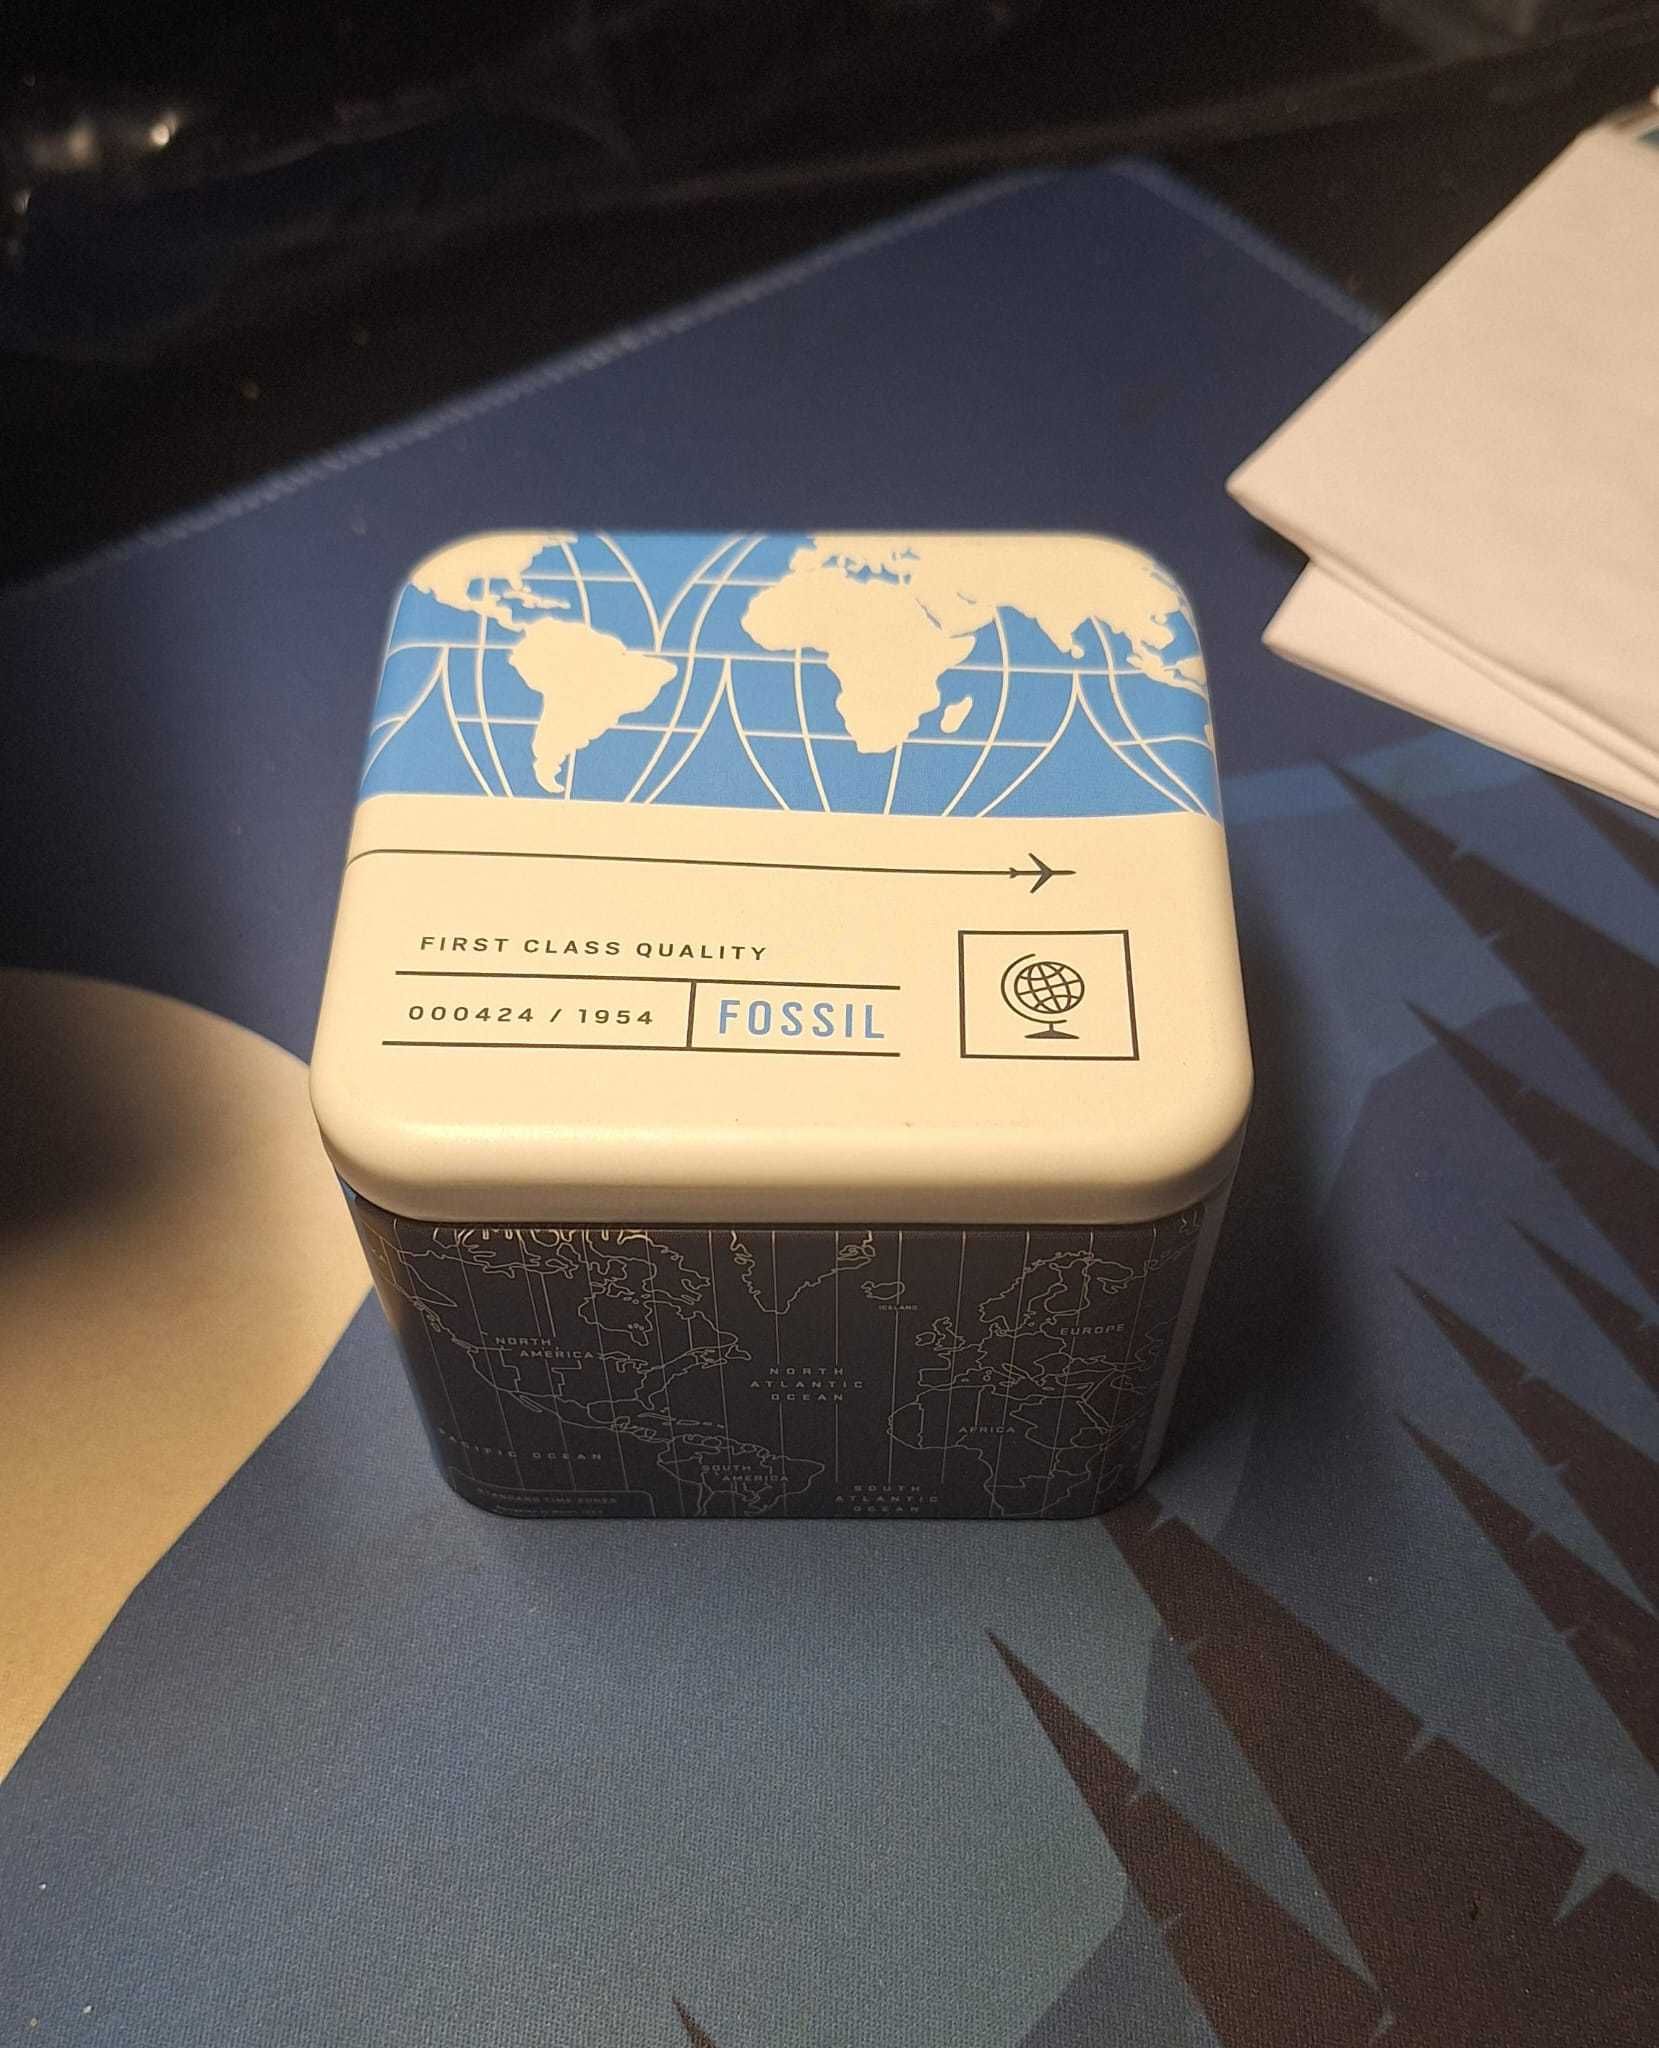 FIRST CLASS QUALITY
000424 / 1954
FOSSIL
ICELAND
NORTH
AMERICA
EUROPE
NORTH
ATLANTIC
OCEAN
AFRICA
PACIFIC OCEAN
SOUTH
AMERICA
SOUTH
ATLANTIC
OCEAN
STANDARD TIME ZONES